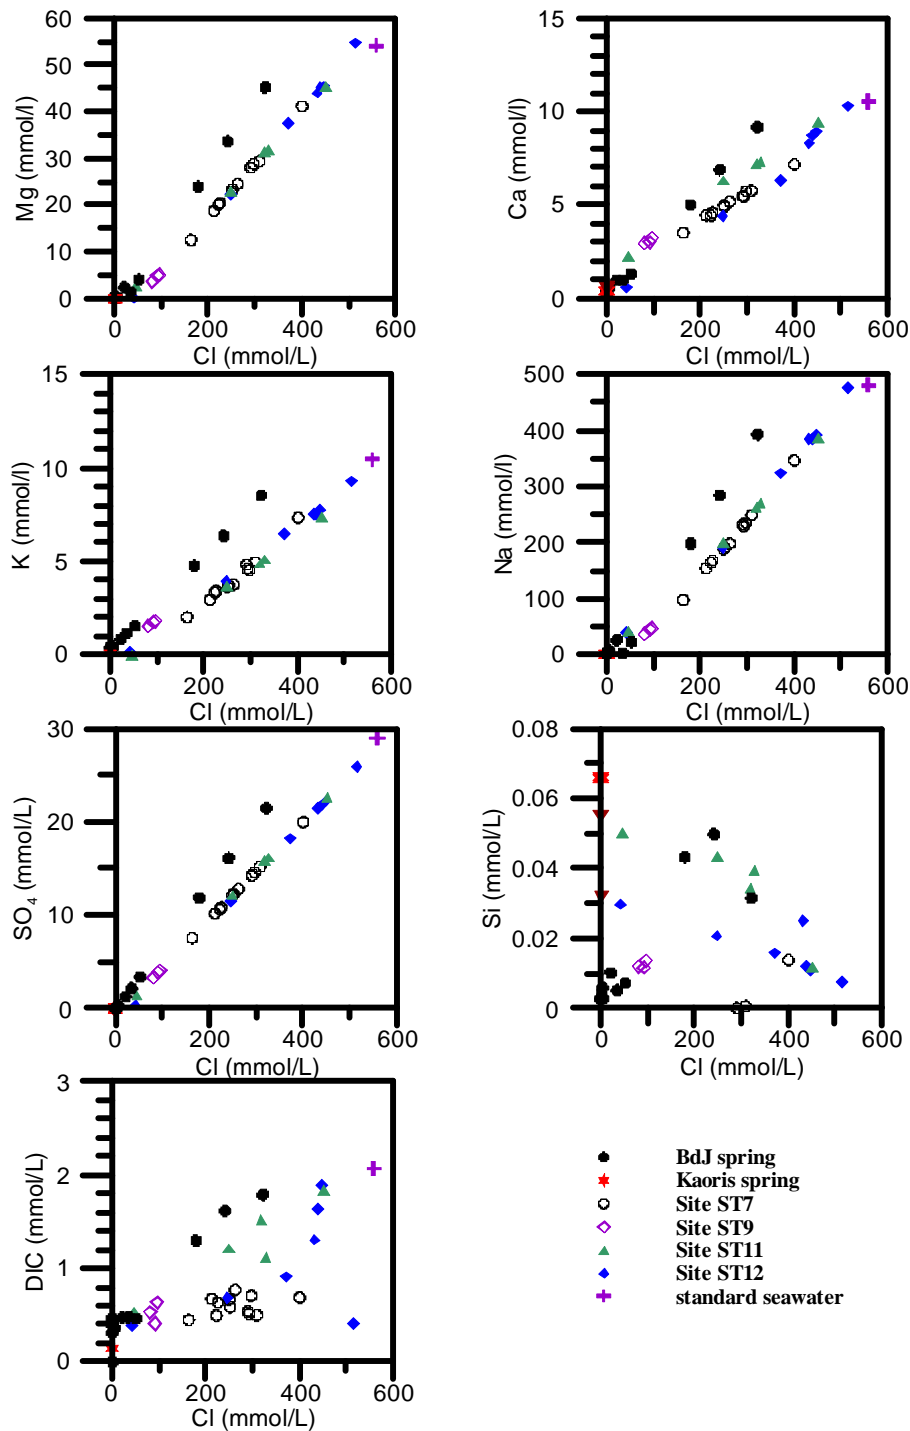 60
50
40
30
20
10
0
Mg (mmol/l)
0 200 400 600
Cl (mmol/L)
15
10
5
0
Ca (mmol/l)
0 200 400 600
Cl (mmol/L)
15
10
5
0
K (mmol/l)
0 200 400 600
Cl (mmol/L)
500
400
300
200
100
0
Na (mmol/l)
0 200 400 600
Cl (mmol/L)
30
20
10
0
SO₄ (mmol/L)
0 200 400 600
Cl (mmol/L)
0.08
0.06
0.04
0.02
0
Si (mmol/L)
0 200 400 600
Cl (mmol/L)
3
2
1
0
DIC (mmol/L)
0 200 400 600
Cl (mmol/L)
BdJ spring
Kaoris spring
Site ST7
Site ST9
Site ST11
Site ST12
standard seawater